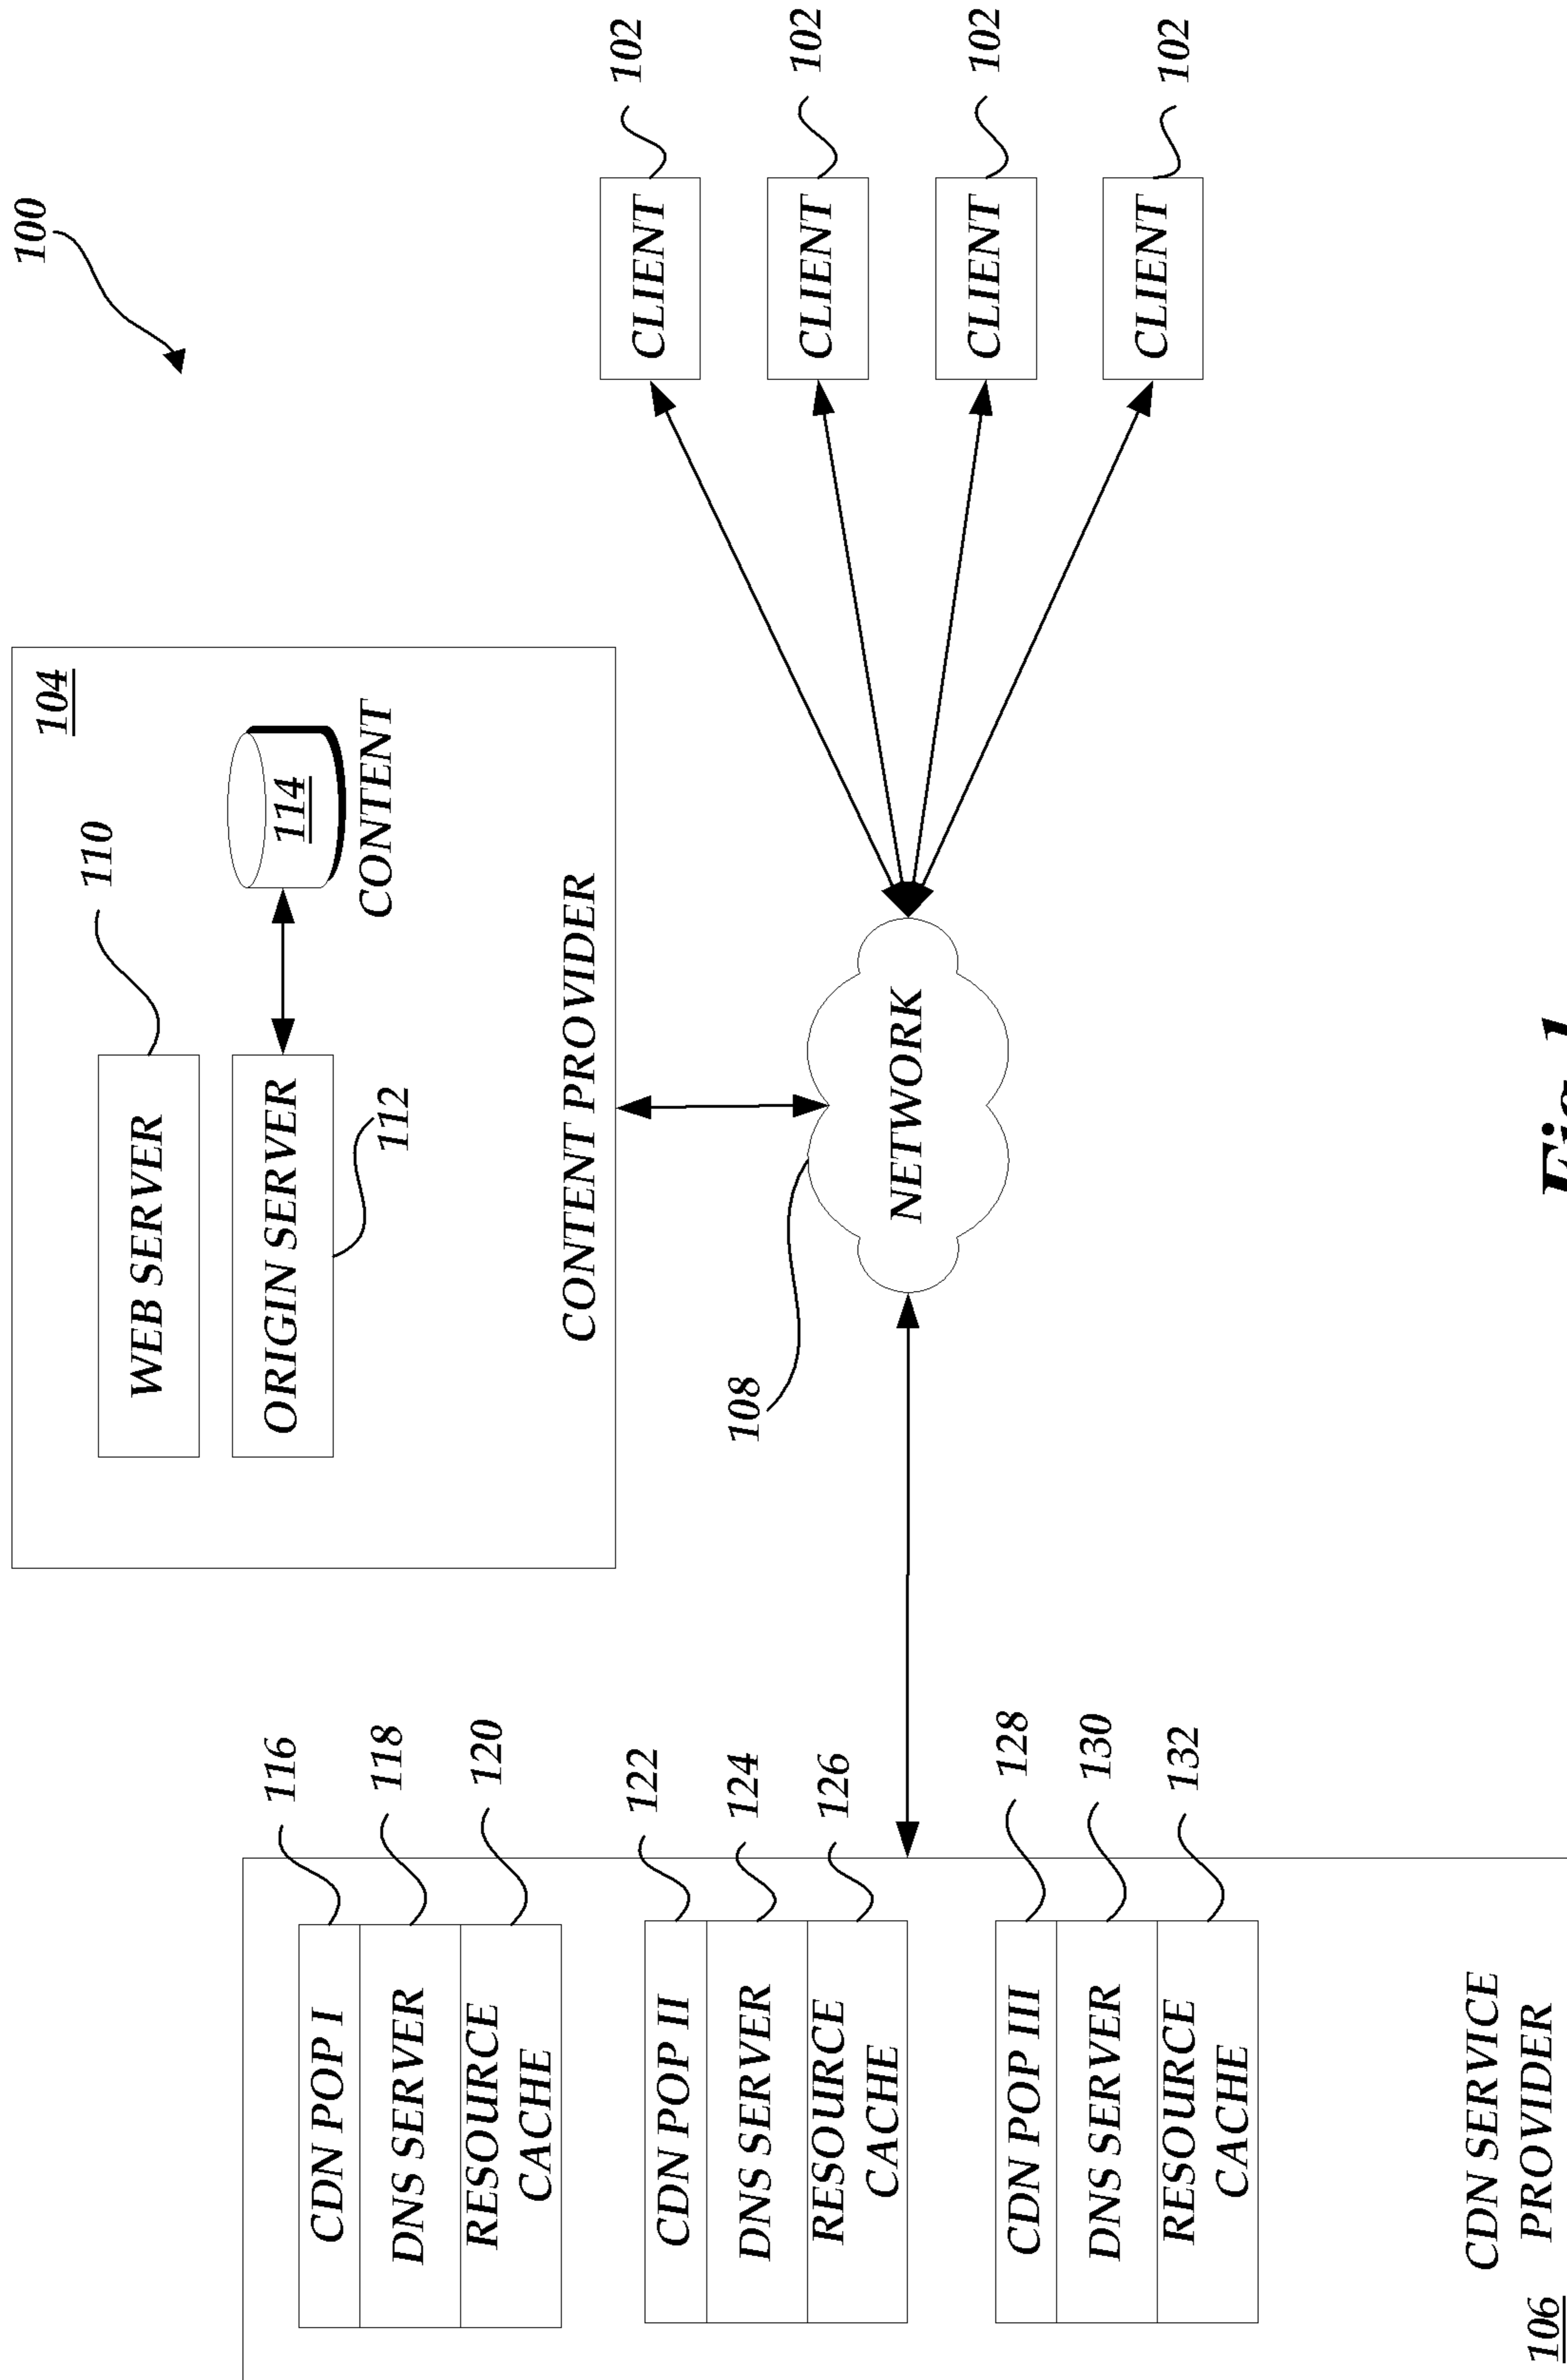 100
104
WEB SERVER
110
ORIGIN SERVER
112
114
CONTENT
CONTENT PROVIDER
116
CDN POP I
118
DNS SERVER
120
RESOURCE
CACHE
122
CDN POP II
124
DNS SERVER
126
RESOURCE
CACHE
128
CDN POP III
130
DNS SERVER
132
RESOURCE
CACHE
CDN SERVICE
PROVIDER
106
108
NETWORK
CLIENT
102
CLIENT
102
CLIENT
102
CLIENT
102
Fig. 1